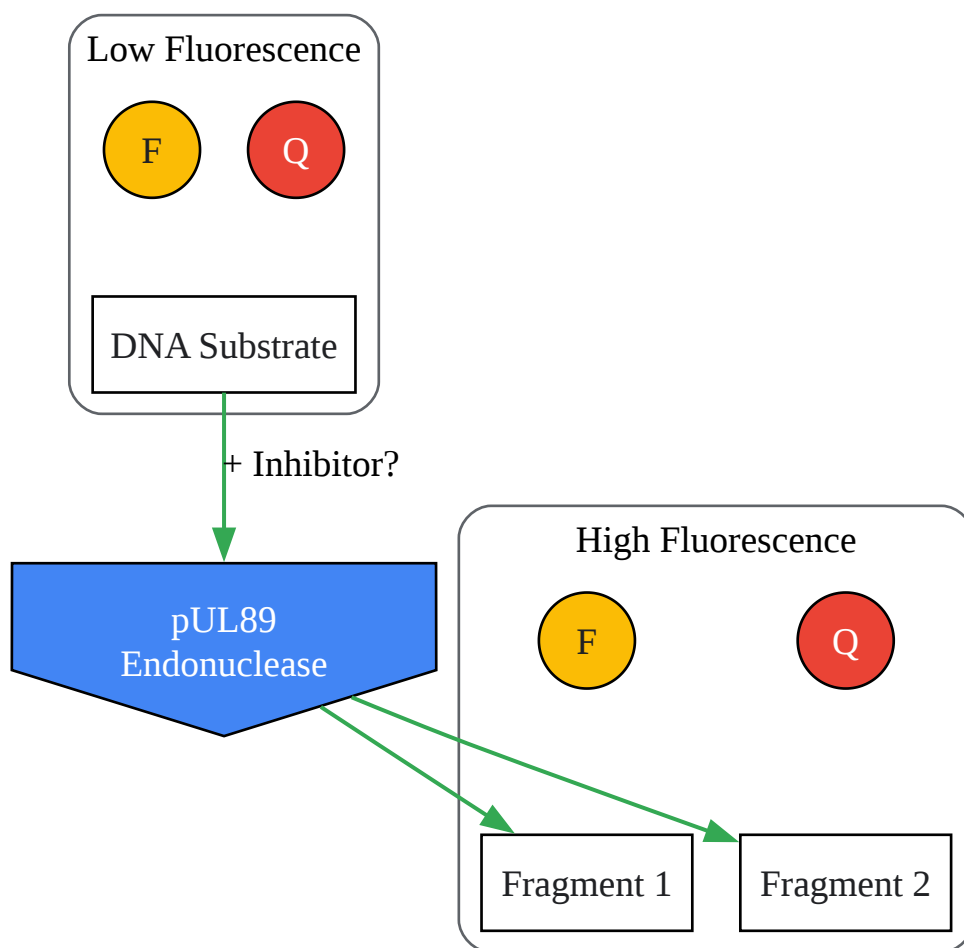 Low Fluorescence
F
Q
DNA Substrate
+ Inhibitor?
pUL89
Endonuclease
High Fluorescence
F
Q
Fragment 1
Fragment 2